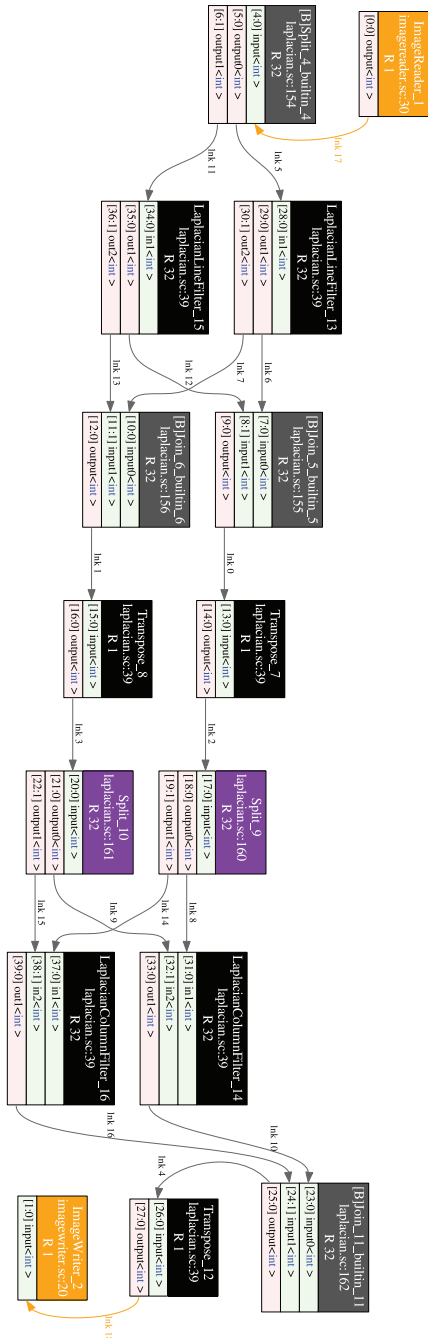 ImageReader_1
imagereader.sc:30
R 1
[0:0] output<int >
lnk 17
[B]Split_4_builtin_4
laplacian.sc:154
R 32
[4:0] input<int >
[5:0] output0<int >
[6:1] output1<int >
lnk 5
lnk 11
LaplacianLineFilter_13
laplacian.sc:39
R 32
[28:0] in1<int >
[29:0] out1<int >
[30:1] out2<int >
LaplacianLineFilter_15
laplacian.sc:39
R 32
[34:0] in1<int >
[35:0] out1<int >
[36:1] out2<int >
lnk 6
lnk 7
lnk 12
lnk 13
[B]Join_5_builtin_5
laplacian.sc:155
R 32
[7:0] input0<int >
[8:1] input1<int >
[9:0] output<int >
[B]Join_6_builtin_6
laplacian.sc:156
R 32
[10:0] input0<int >
[11:1] input1<int >
[12:0] output<int >
lnk 0
lnk 1
Transpose_7
laplacian.sc:39
R 1
[13:0] input<int >
[14:0] output<int >
Transpose_8
laplacian.sc:39
R 1
[15:0] input<int >
[16:0] output<int >
lnk 2
lnk 3
Split_9
laplacian.sc:160
R 32
[17:0] input<int >
[18:0] output0<int >
[19:1] output1<int >
Split_10
laplacian.sc:161
R 32
[20:0] input<int >
[21:0] output0<int >
[22:1] output1<int >
lnk 8
lnk 14
lnk 9
lnk 15
LaplacianColumnFilter_14
laplacian.sc:39
R 32
[31:0] in1<int >
[32:1] in2<int >
[33:0] out1<int >
LaplacianColumnFilter_16
laplacian.sc:39
R 32
[37:0] in1<int >
[38:1] in2<int >
[39:0] out1<int >
lnk 10
lnk 16
[B]Join_11_builtin_11
laplacian.sc:162
R 32
[23:0] input0<int >
[24:1] input1<int >
[25:0] output<int >
lnk 4
Transpose_12
laplacian.sc:39
R 1
[26:0] input<int >
[27:0] output<int >
ImageWriter_2
imagewriter.sc:20
R 1
[1:0] input<int >